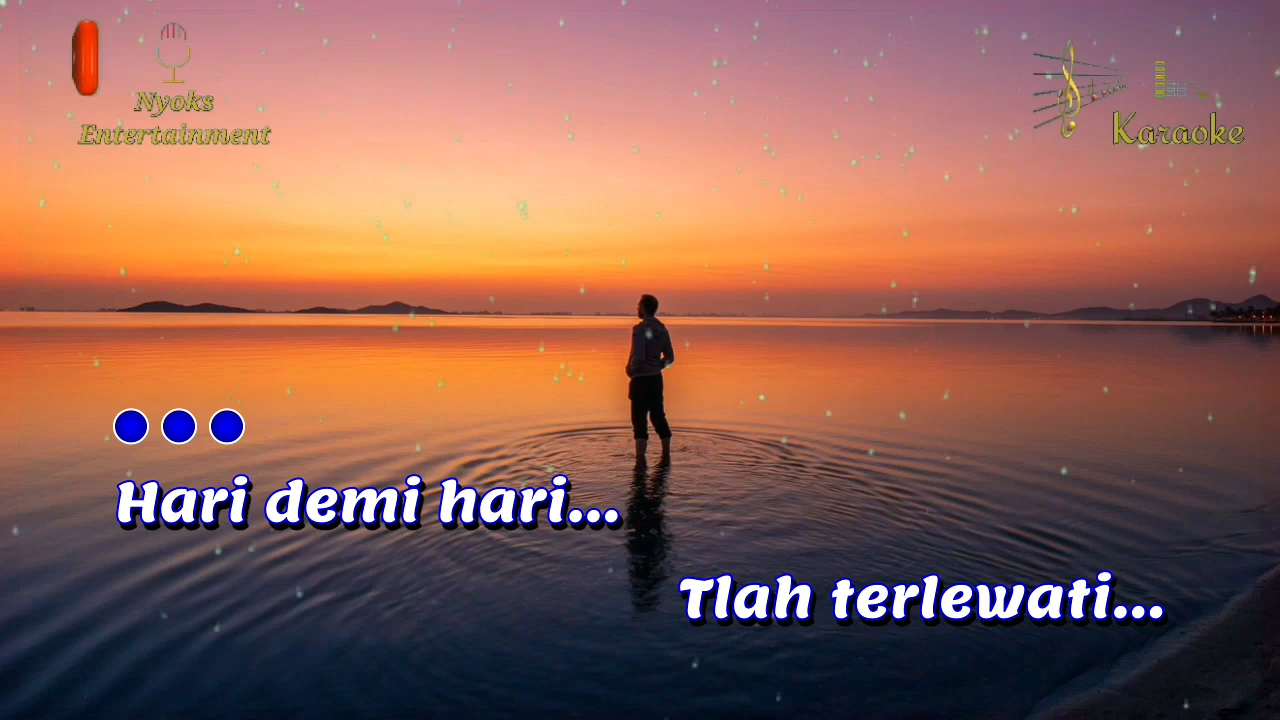 Nyoks
Entertainment
Karaoke
Hari demi hari...
Tlah terlewati...